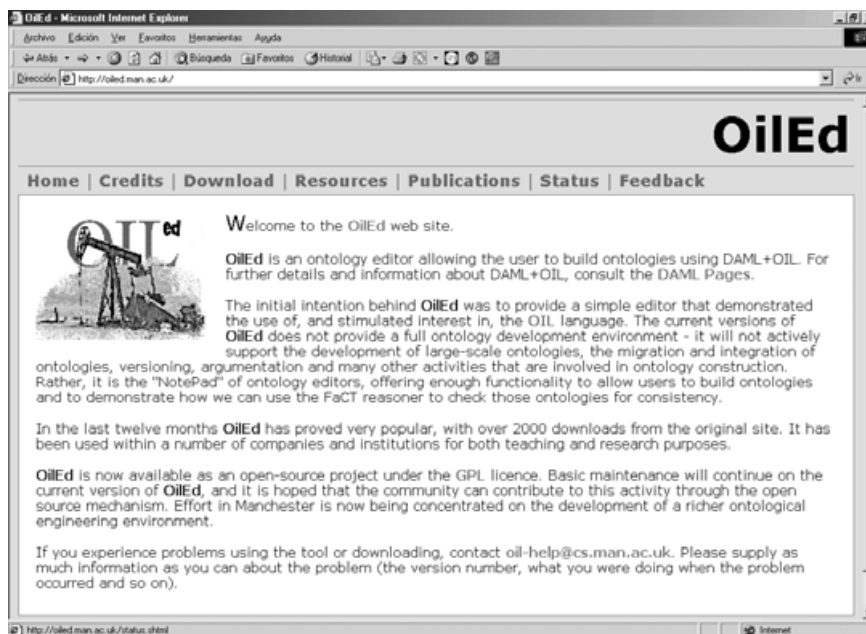 OilEd - Microsoft Internet Explorer
Archivo Edición Ver Favoritos Herramientas Ayuda
Atrás Búsqueda Favoritos Historial
Dirección http://oiled.man.ac.uk/ Ir
OilEd
Home | Credits | Download | Resources | Publications | Status | Feedback
OIL ed
Welcome to the OilEd web site.
OilEd is an ontology editor allowing the user to build ontologies using DAML+OIL. For
further details and information about DAML+OIL, consult the DAML Pages.
The initial intention behind OilEd was to provide a simple editor that demonstrated
the use of, and stimulated interest in, the OIL language. The current versions of
OilEd does not provide a full ontology development environment - it will not actively
support the development of large-scale ontologies, the migration and integration of
ontologies, versioning, argumentation and many other activities that are involved in ontology construction.
Rather, it is the "NotePad" of ontology editors, offering enough functionality to allow users to build ontologies
and to demonstrate how we can use the FaCT reasoner to check those ontologies for consistency.
In the last twelve months OilEd has proved very popular, with over 2000 downloads from the original site. It has
been used within a number of companies and institutions for both teaching and research purposes.
OilEd is now available as an open-source project under the GPL licence. Basic maintenance will continue on the
current version of OilEd, and it is hoped that the community can contribute to this activity through the open
source mechanism. Effort in Manchester is now being concentrated on the development of a richer ontological
engineering environment.
If you experience problems using the tool or downloading, contact oil-help@cs.man.ac.uk. Please supply as
much information as you can about the problem (the version number, what you were doing when the problem
occurred and so on).
http://oiled.man.ac.uk/status.shtml Internet